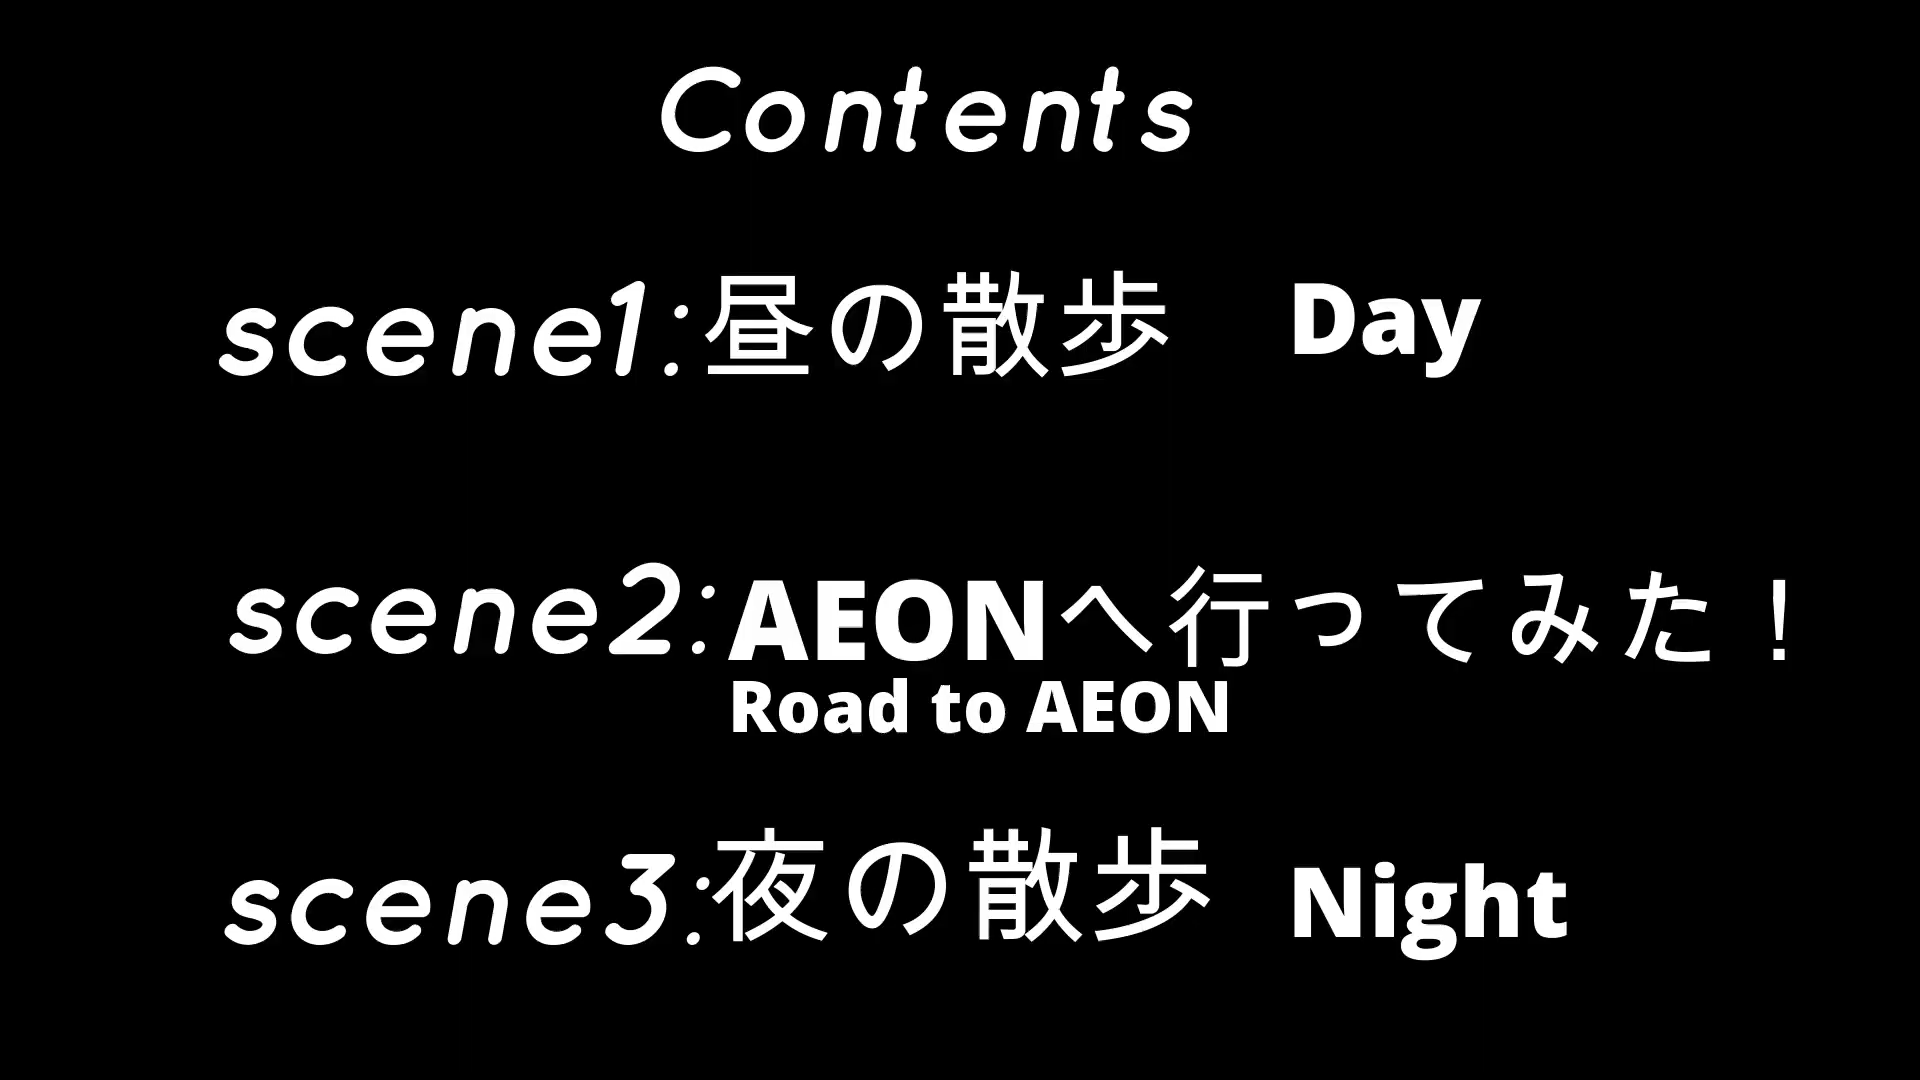 Contents
scene1:昼の散歩 Day
scene2:AEONへ行ってみた！
Road to AEON
scene3:夜の散歩 Night